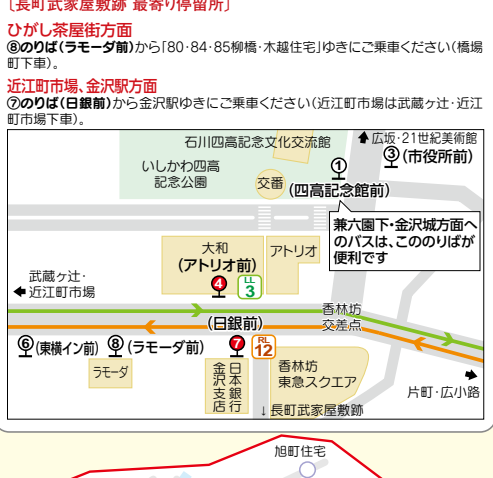 ［長町武家屋敷跡 最寄り停留所］
ひがし茶屋街方面
⑧のりば(ラモーダ前)から「80・84・85柳橋・木越住宅」ゆきにご乗車ください(橋場
町下車)。
近江町市場、金沢駅方面
⑦のりば(日銀前)から金沢駅ゆきにご乗車ください(近江町市場は武蔵ヶ辻・近江
町市場下車)。
石川四高記念文化交流館
広坂・21世紀美術館
③(市役所前)
いしかわ四高
記念公園
交番
①
(四高記念館前)
兼六園下・金沢城方面へ
のバスは、こののりばが
便利です
大和
(アトリオ前)
アトリオ
④
LL
3
武蔵ヶ辻・
近江町市場
香林坊
交差点
(日銀前)
⑥(東横イン前)
⑧(ラモーダ前)
⑦
RL
12
ラモーダ
日本銀行
金沢支店
香林坊
東急スクエア
↓長町武家屋敷跡
片町・広小路
旭町住宅